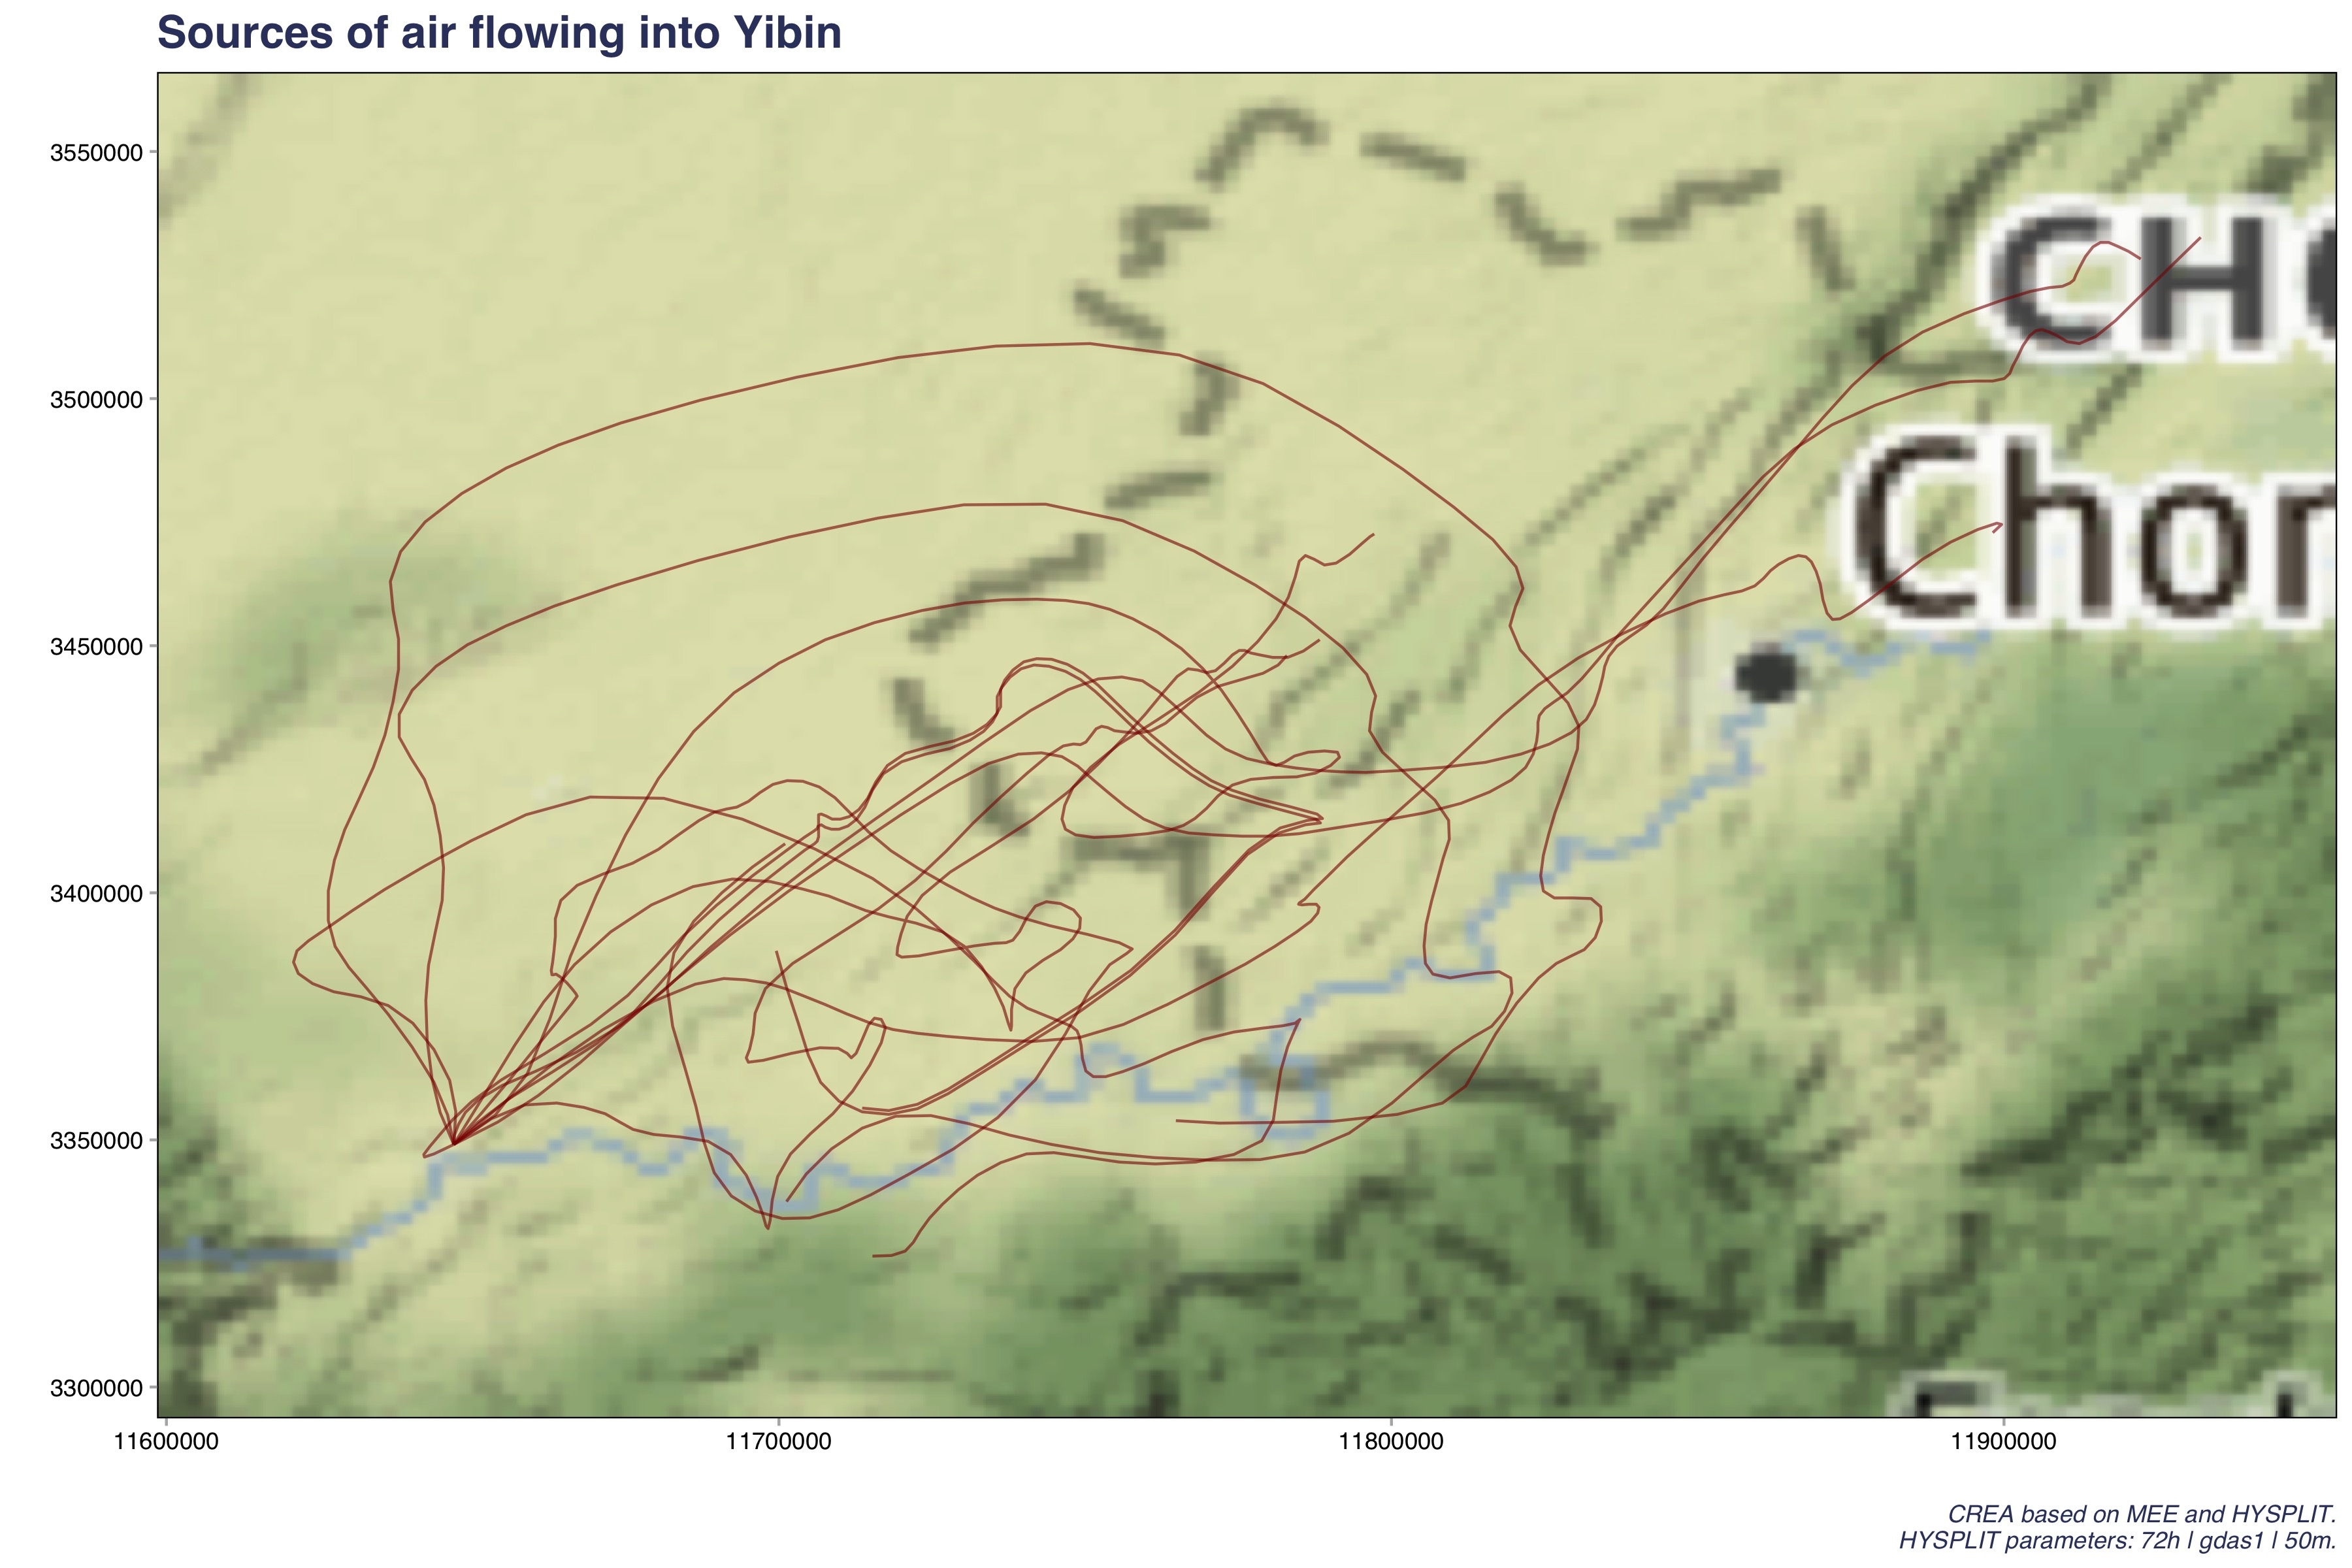 Sources of air flowing into Yibin
3550000
CHO
3500000
Chon
3450000
3400000
3350000
3300000
11600000 11700000 11800000 11900000
CREA based on MEE and HYSPLIT.
HYSPLIT parameters: 72h | gdas1 | 50m.